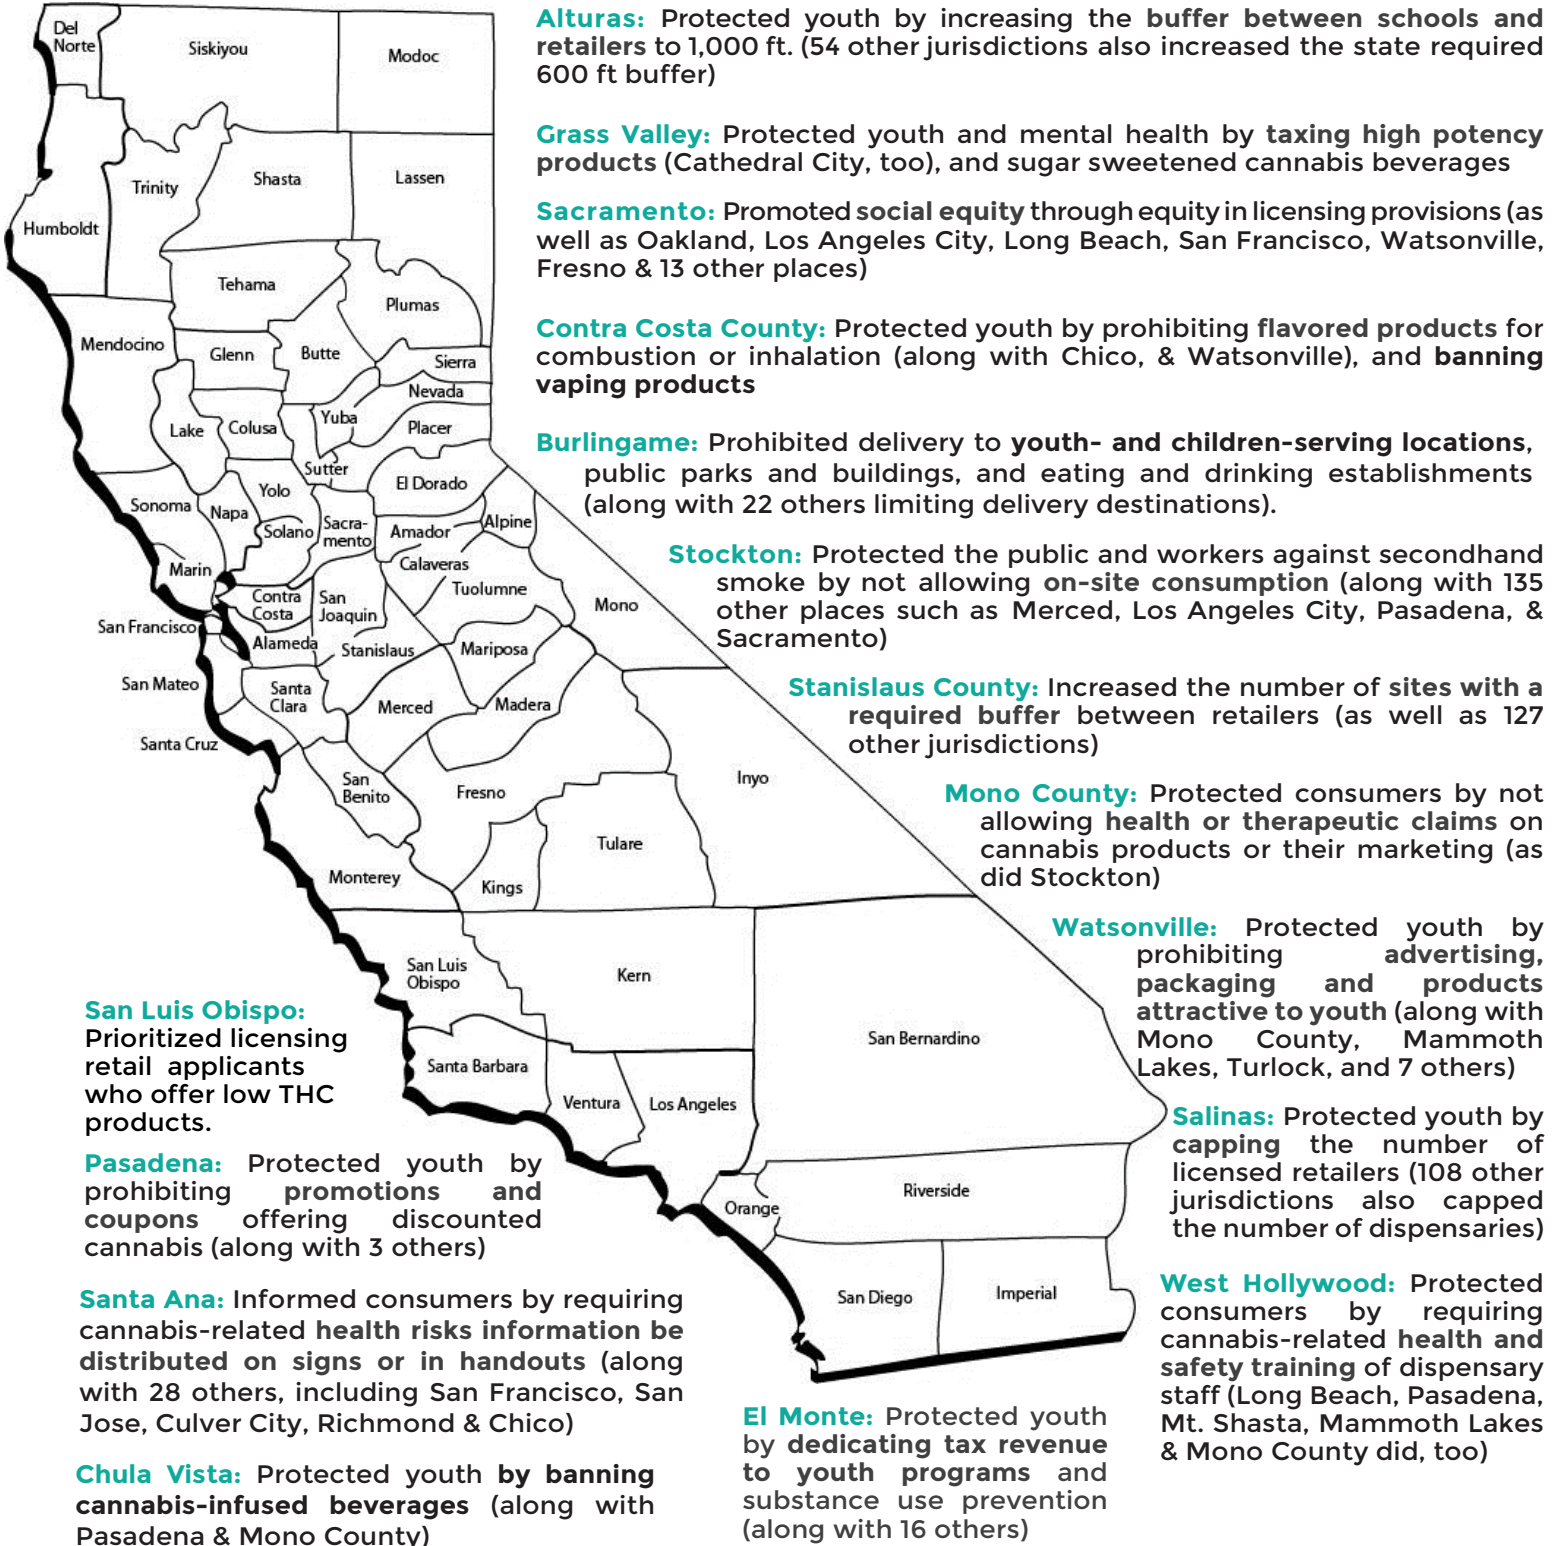 Alturas: Protected youth by increasing the buffer between schools and
retailers to 1,000 ft. (54 other jurisdictions also increased the state required
600 ft buffer)
Grass Valley: Protected youth and mental health by taxing high potency
products (Cathedral City, too), and sugar sweetened cannabis beverages
Sacramento: Promoted social equity through equity in licensing provisions (as
well as Oakland, Los Angeles City, Long Beach, San Francisco, Watsonville,
Fresno & 13 other places)
Contra Costa County: Protected youth by prohibiting flavored products for
combustion or inhalation (along with Chico, & Watsonville), and banning
vaping products
Burlingame: Prohibited delivery to youth- and children-serving locations,
public parks and buildings, and eating and drinking establishments
(along with 22 others limiting delivery destinations).
Stockton: Protected the public and workers against secondhand
smoke by not allowing on-site consumption (along with 135
other places such as Merced, Los Angeles City, Pasadena, &
Sacramento)
Stanislaus County: Increased the number of sites with a
required buffer between retailers (as well as 127
other jurisdictions)
Mono County: Protected consumers by not
allowing health or therapeutic claims on
cannabis products or their marketing (as
did Stockton)
Watsonville: Protected youth by
prohibiting advertising,
packaging and products
attractive to youth (along with
Mono County, Mammoth
Lakes, Turlock, and 7 others)
Salinas: Protected youth by
capping the number of
licensed retailers (108 other
jurisdictions also capped
the number of dispensaries)
West Hollywood: Protected
consumers by requiring
cannabis-related health and
safety training of dispensary
staff (Long Beach, Pasadena,
Mt. Shasta, Mammoth Lakes
& Mono County did, too)
San Luis Obispo:
Prioritized licensing
retail applicants
who offer low THC
products.
Pasadena: Protected youth by
prohibiting promotions and
coupons offering discounted
cannabis (along with 3 others)
Santa Ana: Informed consumers by requiring
cannabis-related health risks information be
distributed on signs or in handouts (along
with 28 others, including San Francisco, San
Jose, Culver City, Richmond & Chico)
Chula Vista: Protected youth by banning
cannabis-infused beverages (along with
Pasadena & Mono County)
El Monte: Protected youth
by dedicating tax revenue
to youth programs and
substance use prevention
(along with 16 others)
Del
Norte
Siskiyou
Modoc
Humboldt
Trinity
Shasta
Lassen
Tehama
Plumas
Mendocino
Glenn
Butte
Sierra
Nevada
Lake
Colusa
Yuba
Placer
Sutter
El Dorado
Sonoma
Napa
Yolo
Solano
Sacra-
mento
Amador
Alpine
Calaveras
Marin
Contra
Costa
San
Joaquin
Tuolumne
Mono
San Francisco
Alameda
Stanislaus
Mariposa
San Mateo
Santa
Clara
Merced
Madera
Santa Cruz
San
Benito
Fresno
Inyo
Monterey
Kings
Tulare
San Luis
Obispo
Kern
San Bernardino
Santa Barbara
Ventura
Los Angeles
Orange
Riverside
San Diego
Imperial